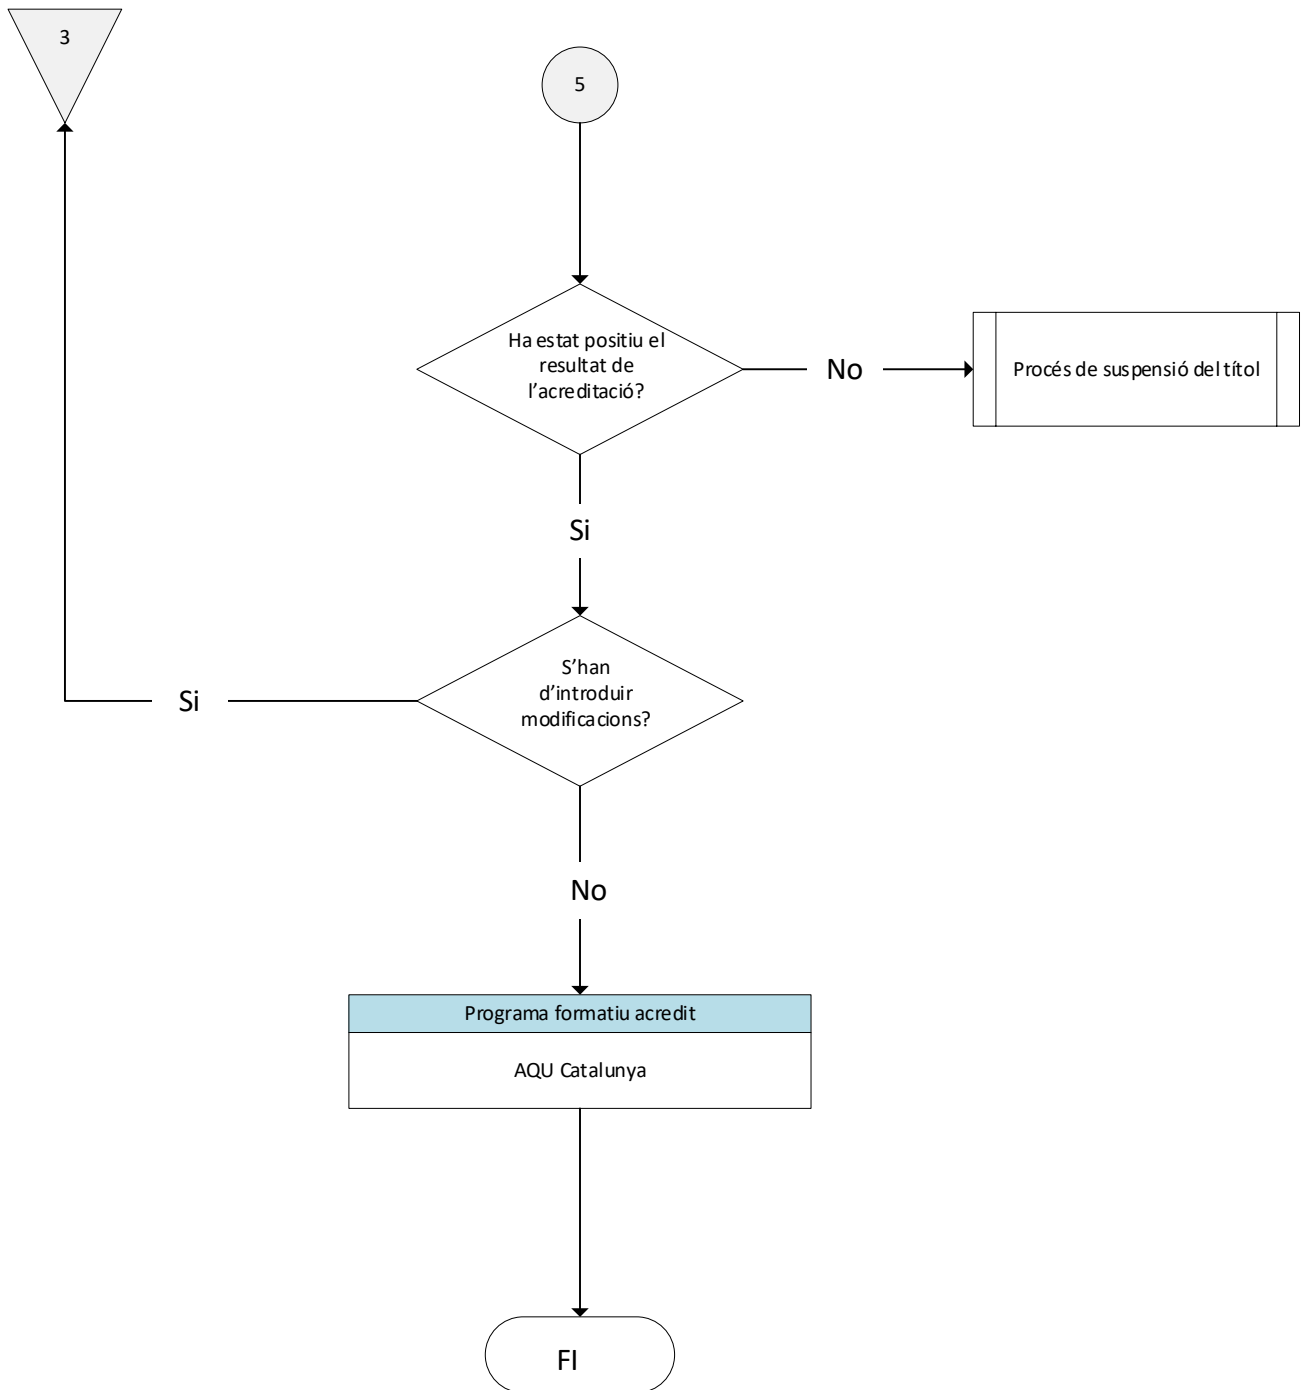 3
5
Ha estat positiu el
resultat de
l’acreditació?
No
Procés de suspensió del títol
Si
S’han
d’introduir
modificacions?
Si
No
Programa formatiu acredit
AQU Catalunya
FI